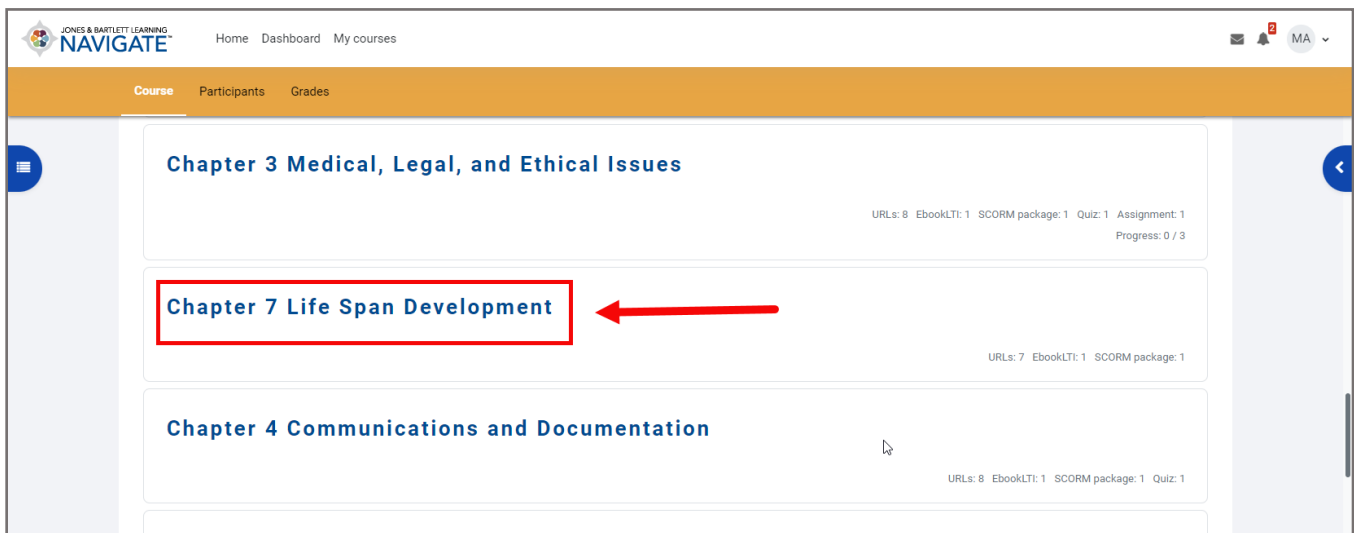 JONES & BARTLETT LEARNING
NAVIGATE™
Home Dashboard My courses
2
MA
Course Participants Grades
Chapter 3 Medical, Legal, and Ethical Issues
URLs: 8 EbookLTI: 1 SCORM package: 1 Quiz: 1 Assignment: 1
Progress: 0 / 3
Chapter 7 Life Span Development
URLs: 7 EbookLTI: 1 SCORM package: 1
Chapter 4 Communications and Documentation
URLs: 8 EbookLTI: 1 SCORM package: 1 Quiz: 1